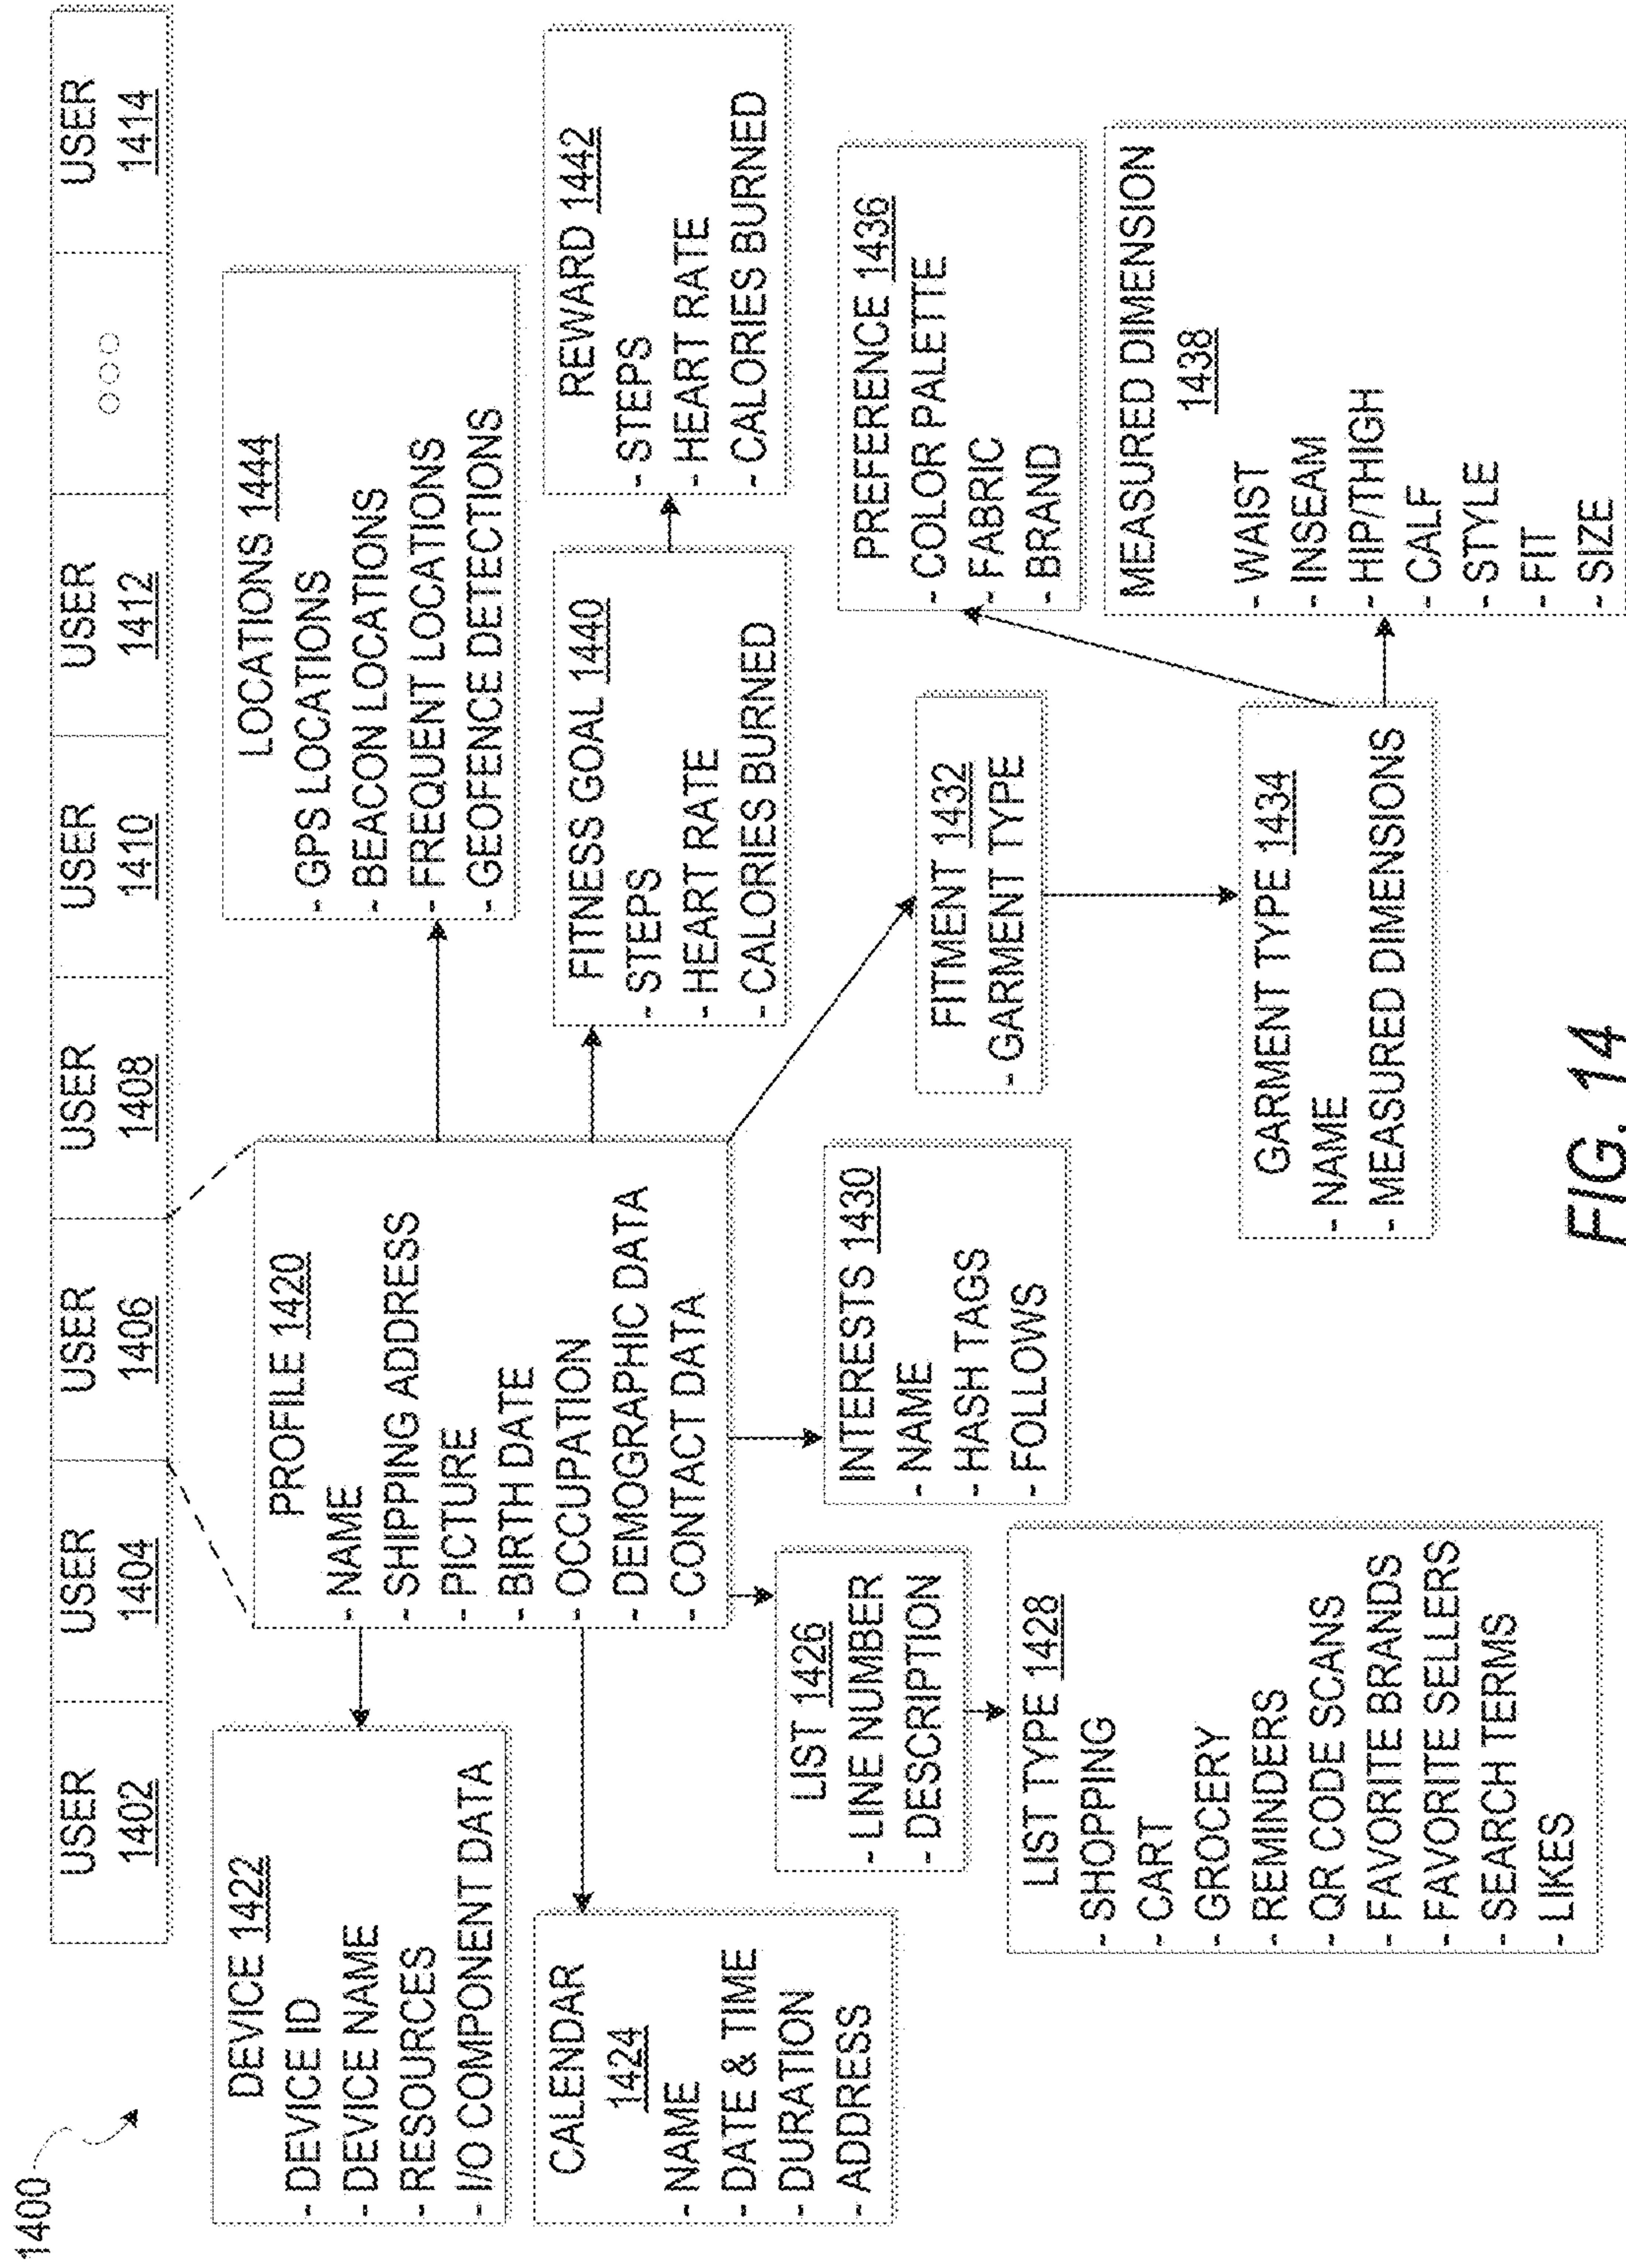 1400
USER
1402
USER
1404
USER
1406
USER
1408
USER
1410
USER
1412
○○○
USER
1414
DEVICE 1422
- DEVICE ID
- DEVICE NAME
- RESOURCES
- I/O COMPONENT DATA
PROFILE 1420
- NAME
- SHIPPING ADDRESS
- PICTURE
- BIRTH DATE
- OCCUPATION
- DEMOGRAPHIC DATA
- CONTACT DATA
LOCATIONS 1444
- GPS LOCATIONS
- BEACON LOCATIONS
- FREQUENT LOCATIONS
- GEOFENCE DETECTIONS
CALENDAR
1424
- NAME
- DATE & TIME
- DURATION
- ADDRESS
FITNESS GOAL 1440
- STEPS
- HEART RATE
- CALORIES BURNED
REWARD 1442
- STEPS
- HEART RATE
- CALORIES BURNED
LIST 1426
- LINE NUMBER
- DESCRIPTION
INTERESTS 1430
- NAME
- HASH TAGS
- FOLLOWS
FITMENT 1432
- GARMENT TYPE
PREFERENCE 1436
- COLOR PALETTE
- FABRIC
- BRAND
LIST TYPE 1428
- SHOPPING
- CART
- GROCERY
- REMINDERS
- QR CODE SCANS
- FAVORITE BRANDS
- FAVORITE SELLERS
- SEARCH TERMS
- LIKES
GARMENT TYPE 1434
- NAME
- MEASURED DIMENSIONS
MEASURED DIMENSION
1438
- WAIST
- INSEAM
- HIP/THIGH
- CALF
- STYLE
- FIT
- SIZE
FIG. 14